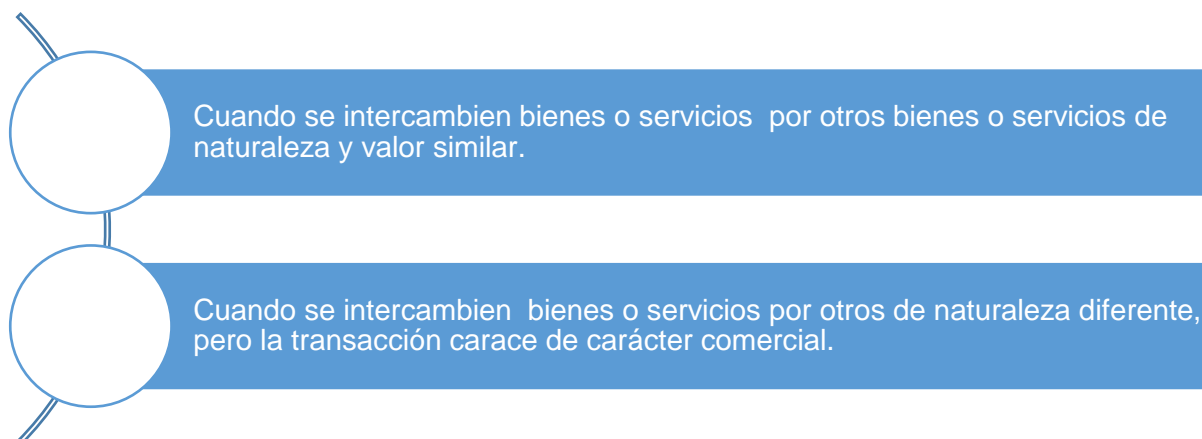 Cuando se intercambien bienes o servicios  por otros bienes o servicios de
naturaleza y valor similar.
Cuando se intercambien  bienes o servicios por otros de naturaleza diferente,
pero la transacción carace de carácter comercial.